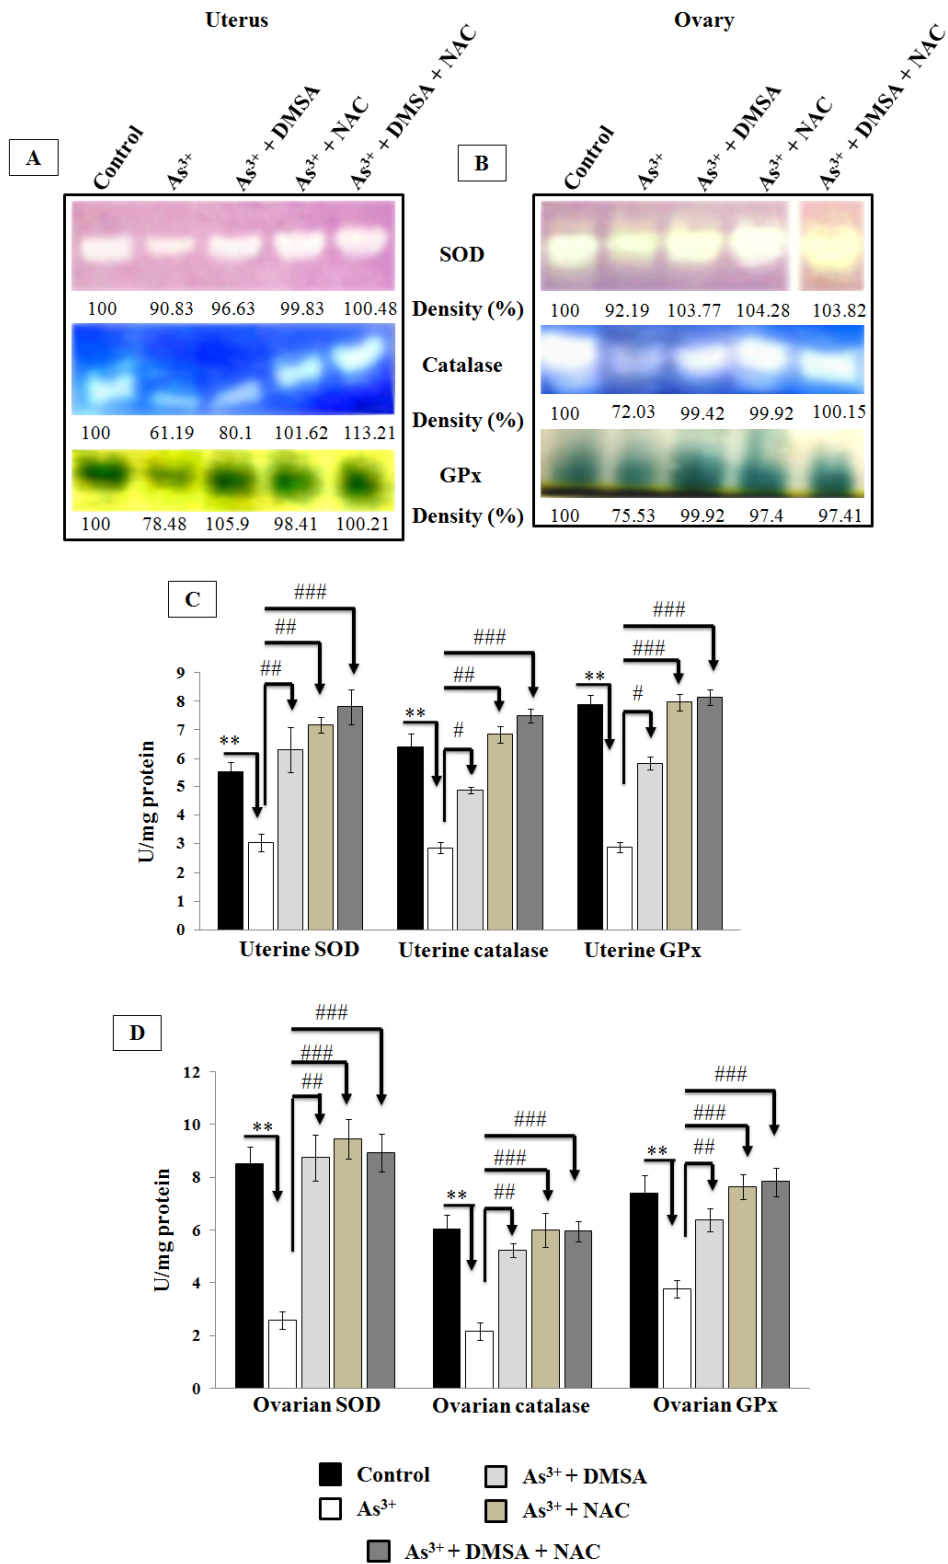 Uterus
Ovary
A
Control
As³⁺
As³⁺ + DMSA
As³⁺ + NAC
As³⁺ + DMSA + NAC
B
Control
As³⁺
As³⁺ + DMSA
As³⁺ + NAC
As³⁺ + DMSA + NAC
SOD
100 90.83 96.63 99.83 100.48 Density (%) 100 92.19 103.77 104.28 103.82
Catalase
100 61.19 80.1 101.62 113.21 Density (%) 100 72.03 99.42 99.92 100.15
GPx
100 78.48 105.9 98.41 100.21 Density (%) 100 75.53 99.92 97.4 97.41
C
###
##
##
**
###
##
#
**
###
###
#
**
U/mg protein
9
8
7
6
5
4
3
2
1
0
Uterine SOD Uterine catalase Uterine GPx
D
###
###
##
**
###
###
##
**
###
###
##
**
U/mg protein
12
10
8
6
4
2
0
Ovarian SOD Ovarian catalase Ovarian GPx
Control
As³⁺ + DMSA
As³⁺
As³⁺ + NAC
As³⁺ + DMSA + NAC